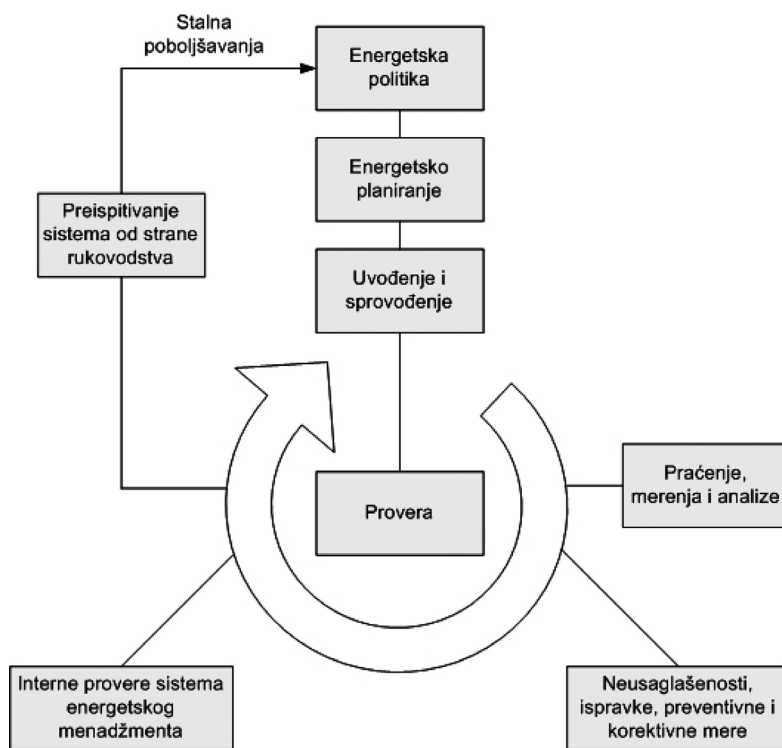 Stalna
poboljšavanja
Energetska
politika
Energetsko
planiranje
Preispitivanje
sistema od strane
rukovodstva
Uvođenje i
sprovođenje
Provera
Praćenje,
merenja i analize
Interne provere sistema
energetskog
menadžmenta
Neusaglašenosti,
ispravke, preventivne i
korektivne mere